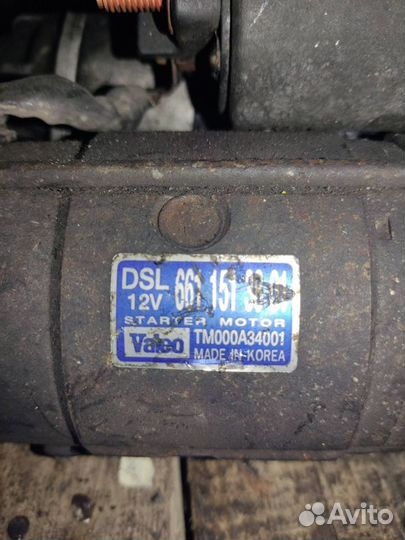 DSL
12V 661 151
STARTER MOTOR
Valeo TM000A34001
MADE IN KOREA
Avito